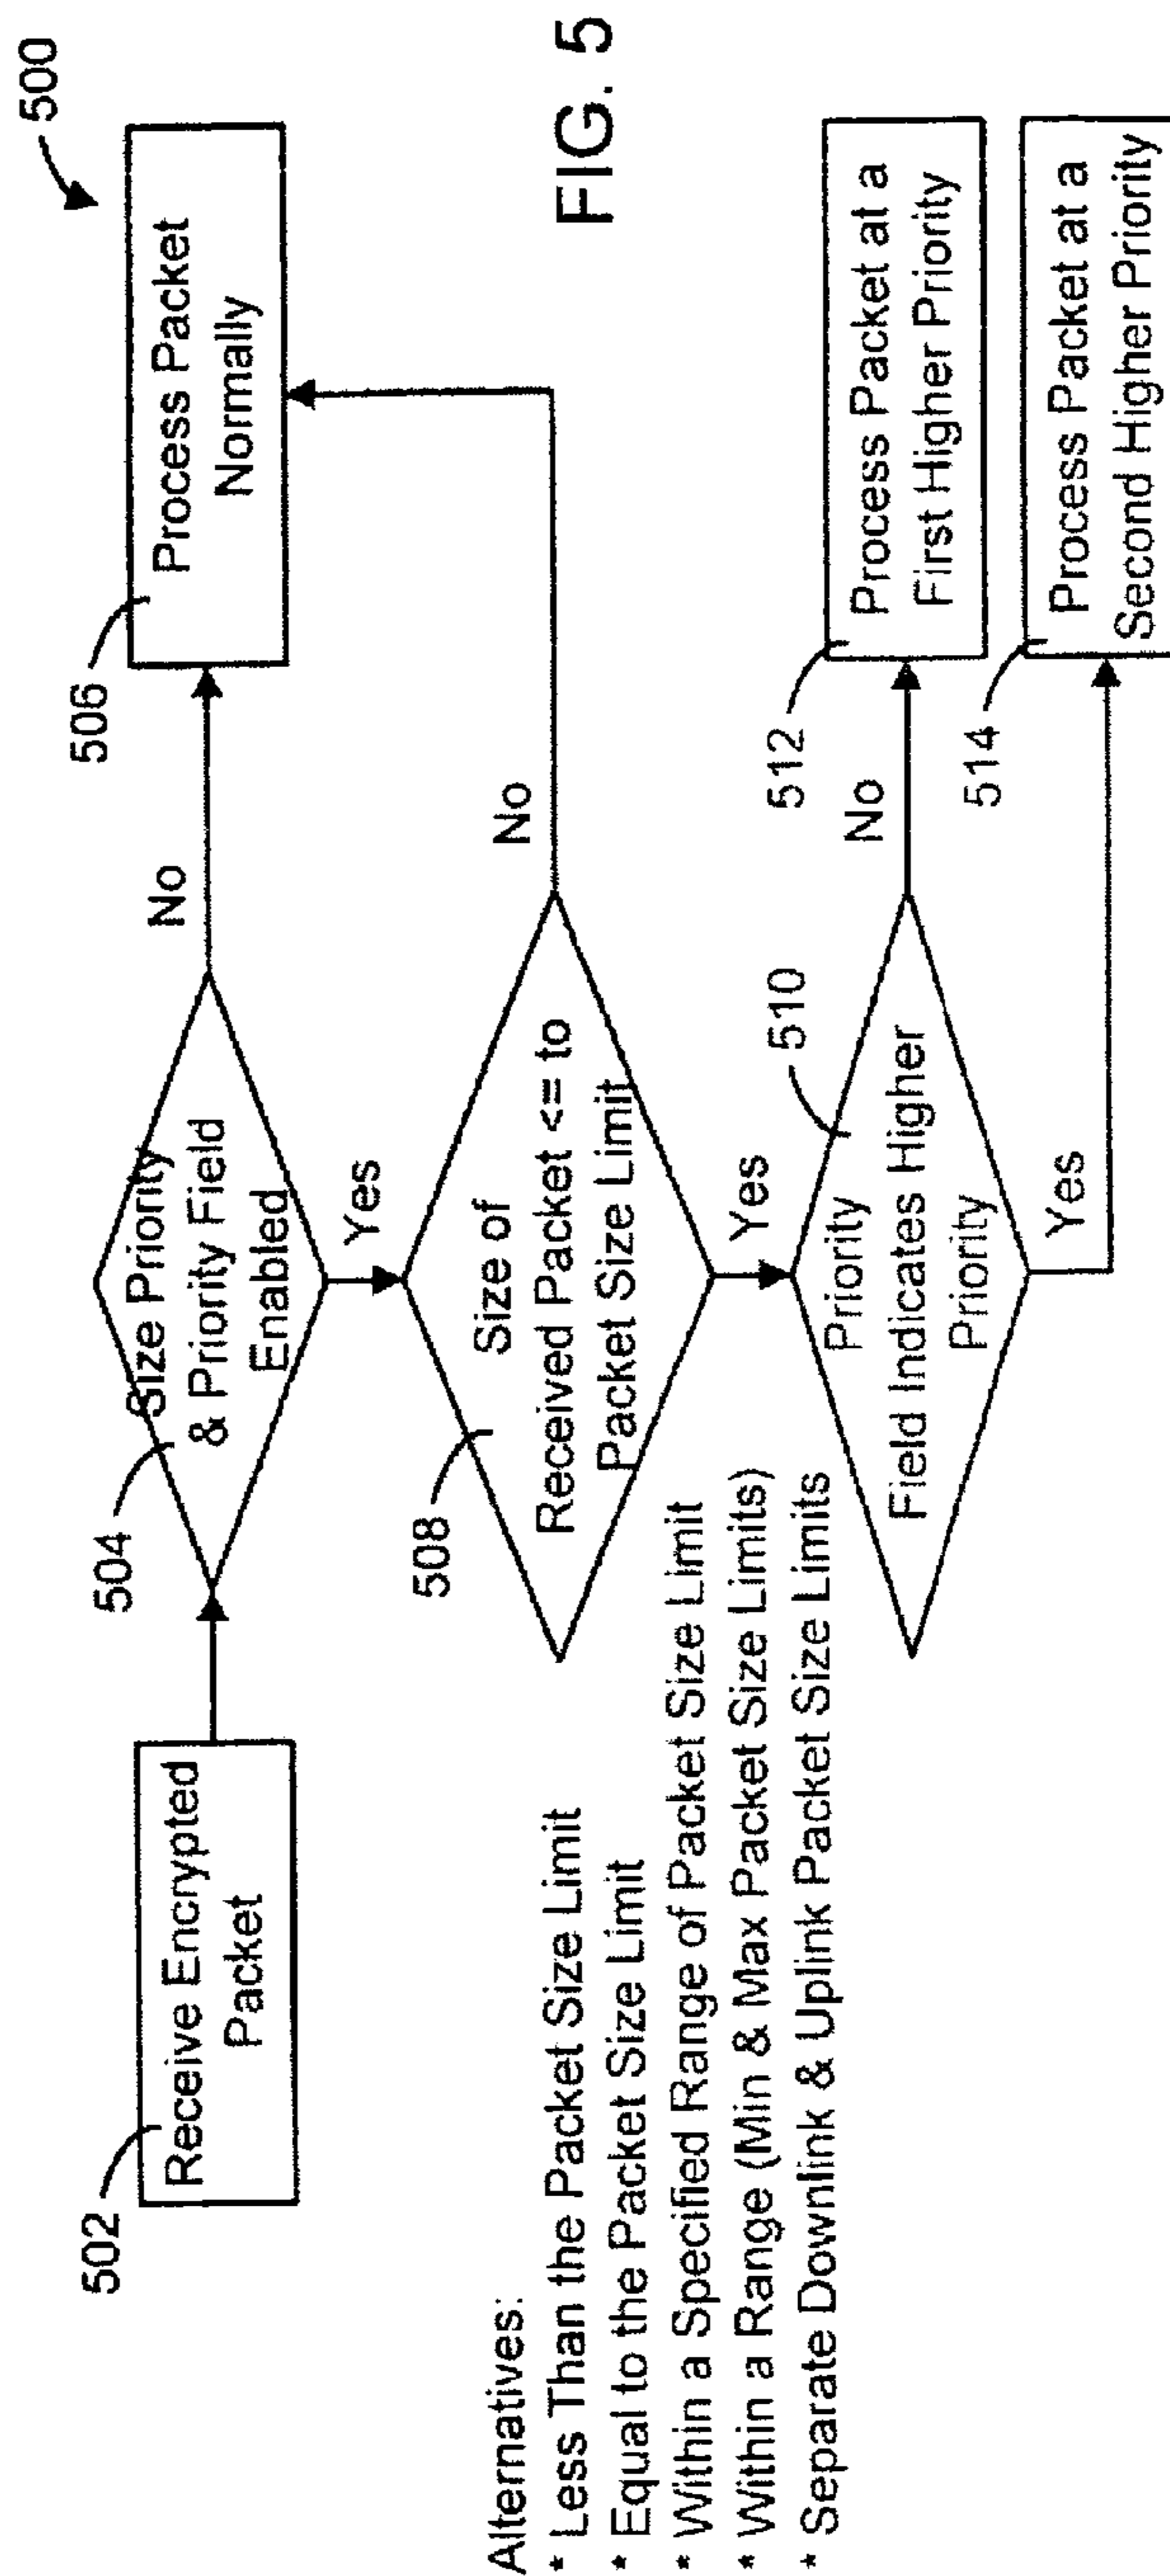 500
502
Receive Encrypted
Packet
504
Size Priority
& Priority Field
Enabled
No
506
Process Packet
Normally
Yes
508
Size of
Received Packet <= to
Packet Size Limit
No
FIG. 5
Yes
510
Priority
Field Indicates Higher
Priority
No
512
Process Packet at a
First Higher Priority
Yes
514
Process Packet at a
Second Higher Priority
Alternatives:
* Less Than the Packet Size Limit
* Equal to the Packet Size Limit
* Within a Specified Range of Packet Size Limit
* Within a Range (Min & Max Packet Size Limits)
* Separate Downlink & Uplink Packet Size Limits